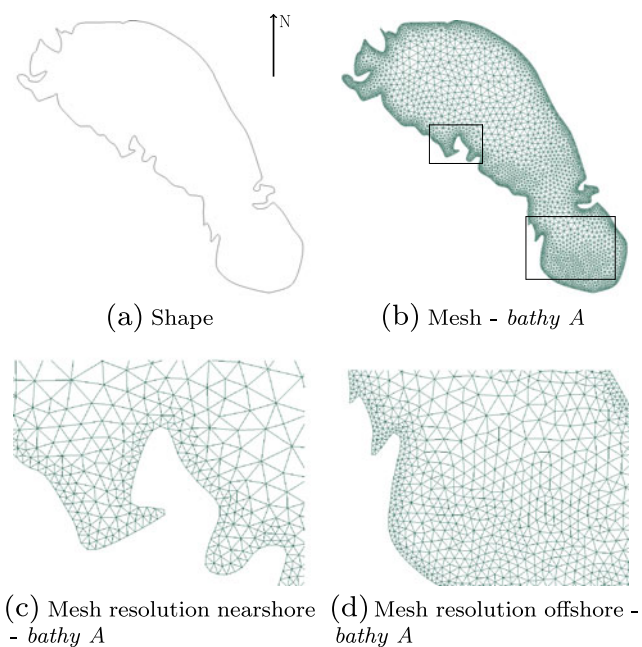 N
(a) Shape
(b) Mesh - bathy A
(c) Mesh resolution nearshore
- bathy A
(d) Mesh resolution offshore -
bathy A